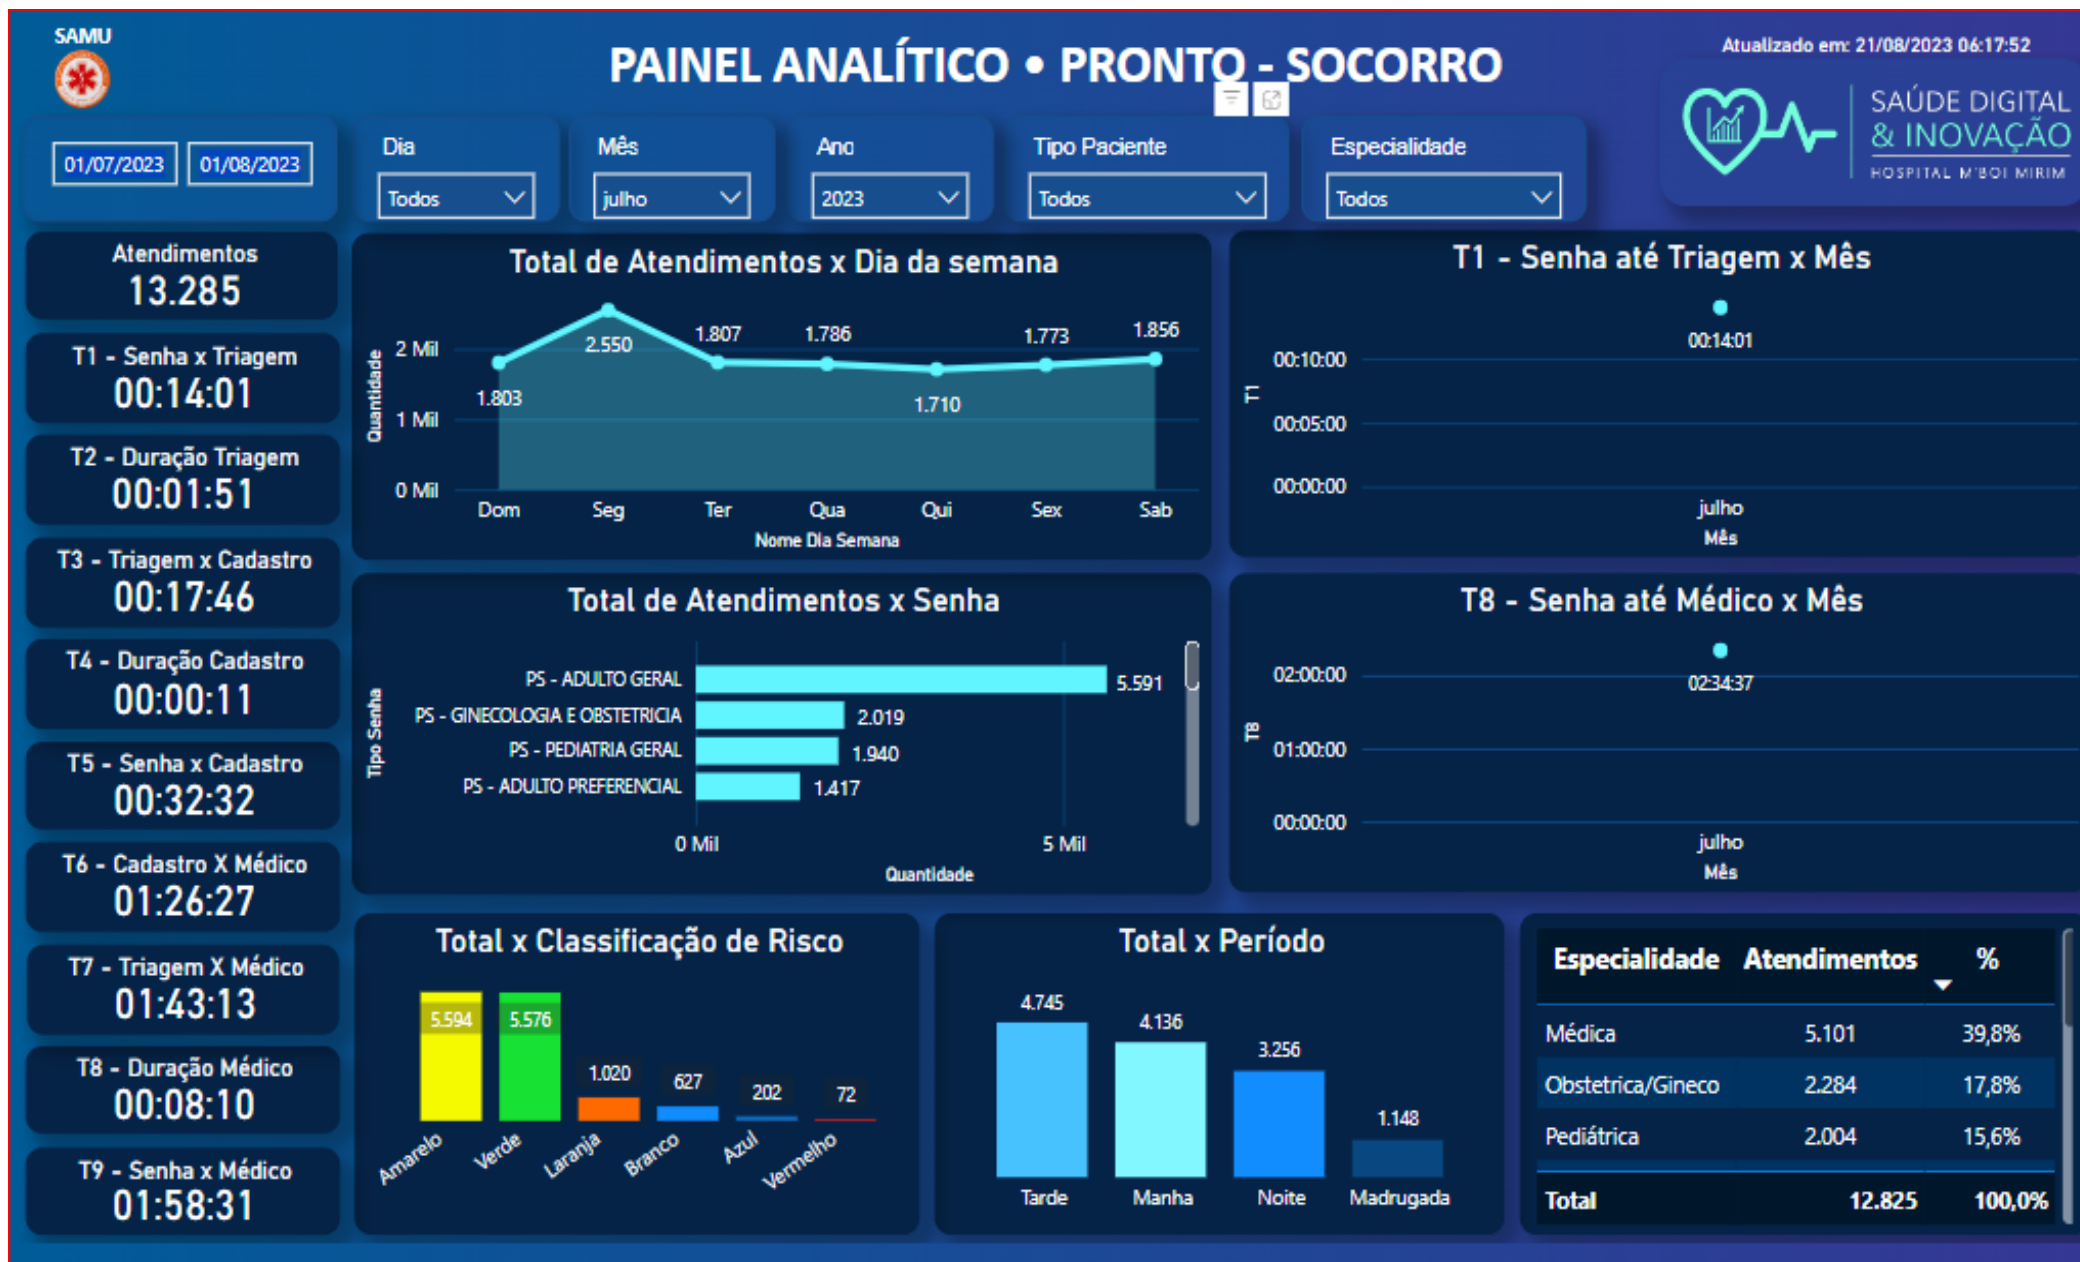 SAMU
PAINEL ANALÍTICO • PRONTO - SOCORRO
Atualizado em: 21/08/2023 06:17:52
SAÚDE DIGITAL
& INOVAÇÃO
HOSPITAL M'BOI MIRIM
01/07/2023 01/08/2023
Dia
Todos
Mês
julho
Ano
2023
Tipo Paciente
Todos
Especialidade
Todos
Atendimentos
13.285
T1 - Senha x Triagem
00:14:01
T2 - Duração Triagem
00:01:51
T3 - Triagem x Cadastro
00:17:46
T4 - Duração Cadastro
00:00:11
T5 - Senha x Cadastro
00:32:32
T6 - Cadastro X Médico
01:26:27
T7 - Triagem X Médico
01:43:13
T8 - Duração Médico
00:08:10
T9 - Senha x Médico
01:58:31
Total de Atendimentos x Dia da semana
Quantidade
2 Mil
1 Mil
0 Mil
1.803
2.550
1.807
1.786
1.710
1.773
1.856
Dom Seg Ter Qua Qui Sex Sab
Nome Dia Semana
T1 - Senha até Triagem x Mês
T1
00:14:01
00:10:00
00:05:00
00:00:00
julho
Mês
Total de Atendimentos x Senha
Tipo Senha
PS - ADULTO GERAL 5.591
PS - GINECOLOGIA E OBSTETRICIA 2.019
PS - PEDIATRIA GERAL 1.940
PS - ADULTO PREFERENCIAL 1.417
0 Mil 5 Mil
Quantidade
T8 - Senha até Médico x Mês
T8
02:00:00
02:34:37
01:00:00
00:00:00
julho
Mês
Total x Classificação de Risco
5.594 5.576 1.020 627 202 72
Amarelo Verde Laranja Branco Azul Vermelho
Total x Período
4.745 4.136 3.256 1.148
Tarde Manha Noite Madrugada
Especialidade Atendimentos %
Médica 5.101 39,8%
Obstetrica/Gineco 2.284 17,8%
Pediátrica 2.004 15,6%
Total 12.825 100,0%